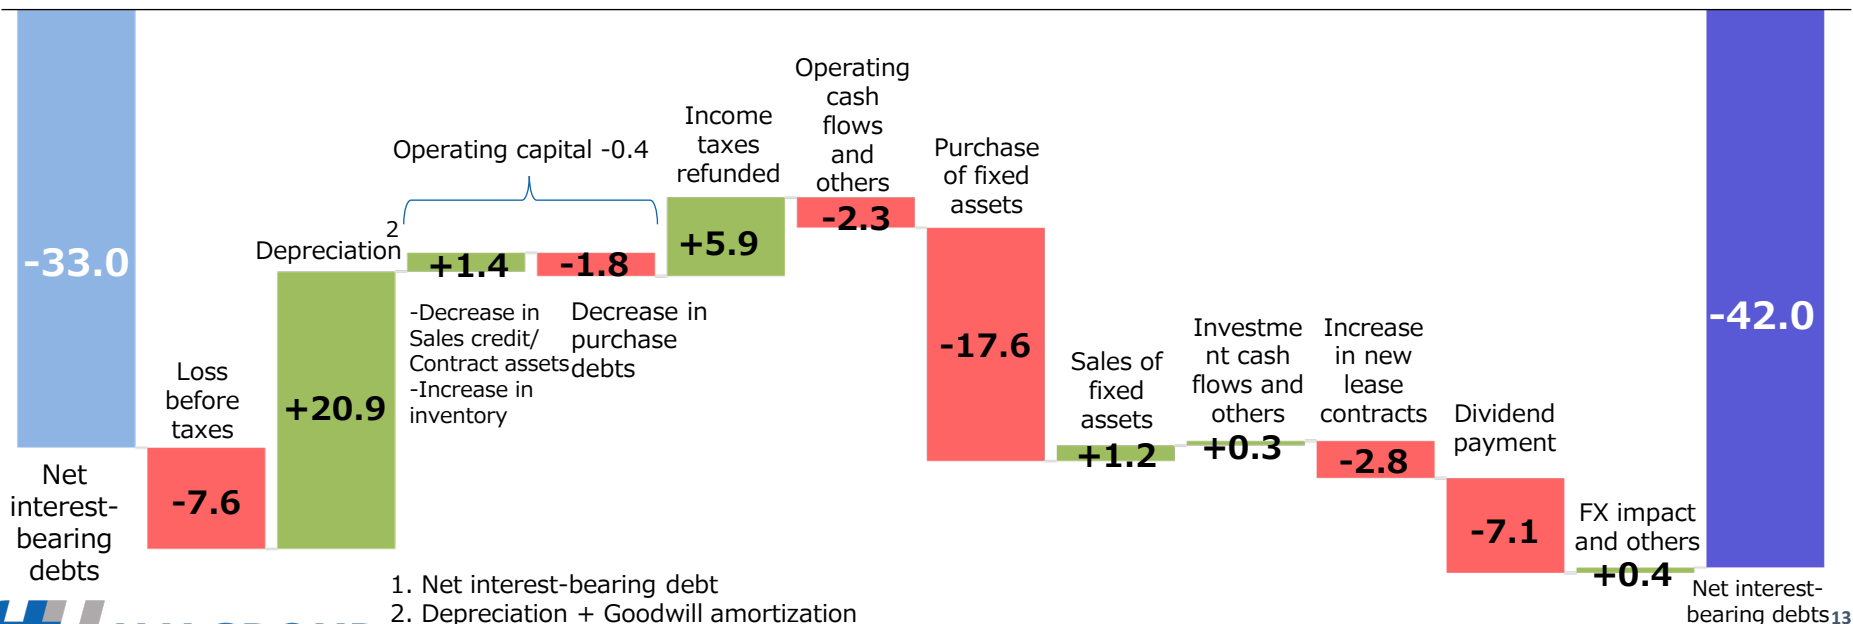 -33.0
Net
interest-
bearing
debts
Loss
before
taxes
-7.6
Depreciation
2
+20.9
Operating capital -0.4
+1.4
-Decrease in
Sales credit/
Contract assets
-Increase in
inventory
-1.8
Decrease in
purchase
debts
Income
taxes
refunded
+5.9
Operating
cash
flows
and
others
-2.3
Purchase
of fixed
assets
-17.6
Sales of
fixed
assets
+1.2
Investme
nt cash
flows and
others
+0.3
Increase
in new
lease
contracts
-2.8
Dividend
payment
-7.1
FX impact
and others
+0.4
-42.0
Net interest-
bearing debts
1. Net interest-bearing debt
2. Depreciation + Goodwill amortization
13